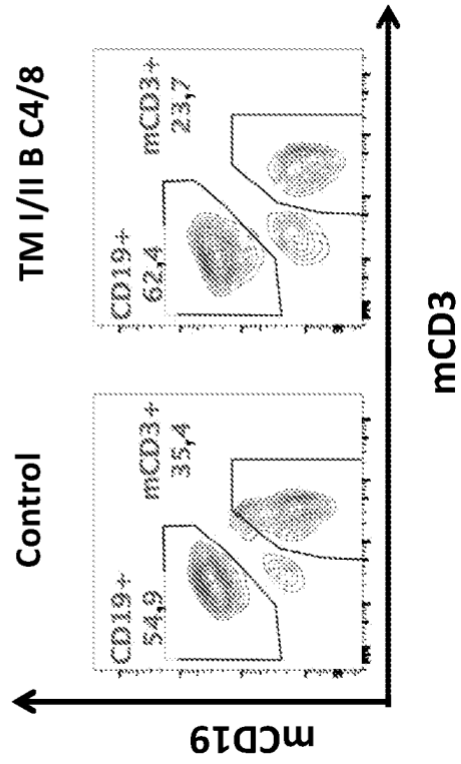 Control
TM I/II B C4/8
CD19+
54,9
mCD3+
35,4
CD19+
62,4
mCD3+
23,7
mCD19
mCD3